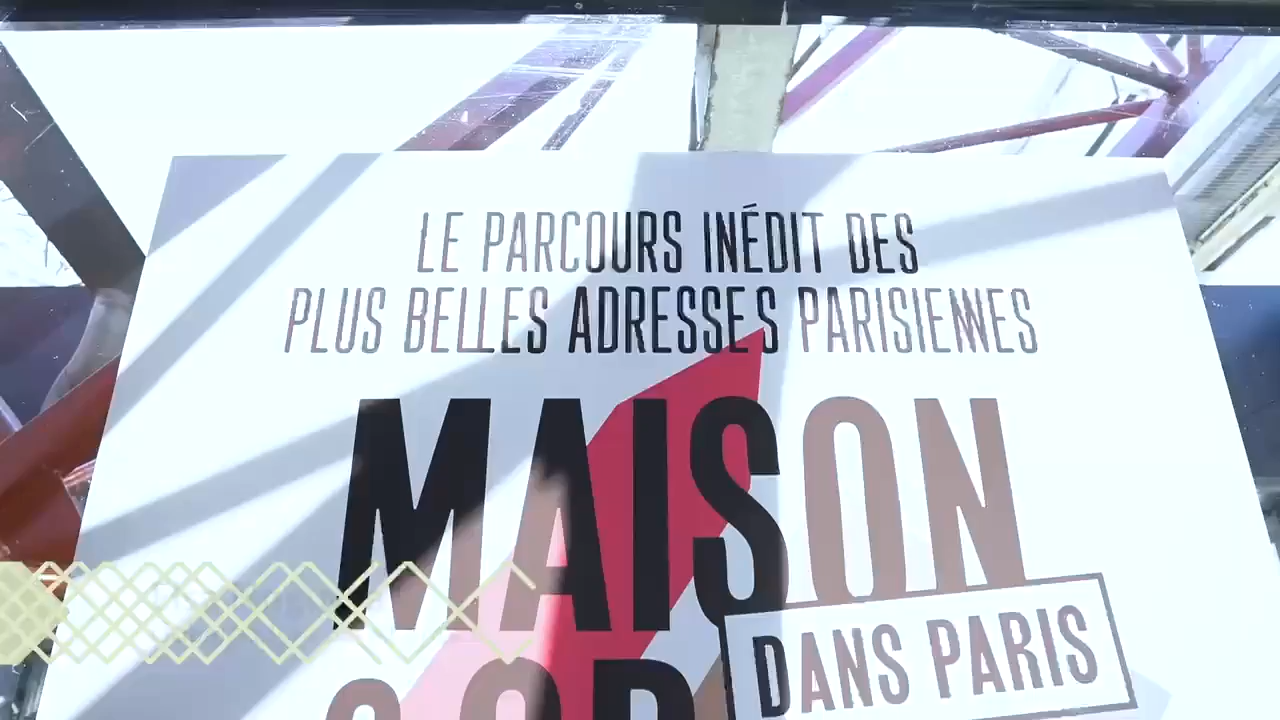 LE PARCOURS INÉDIT DES
PLUS BELLES ADRESSES PARISIENNES
MAISON
DANS PARIS